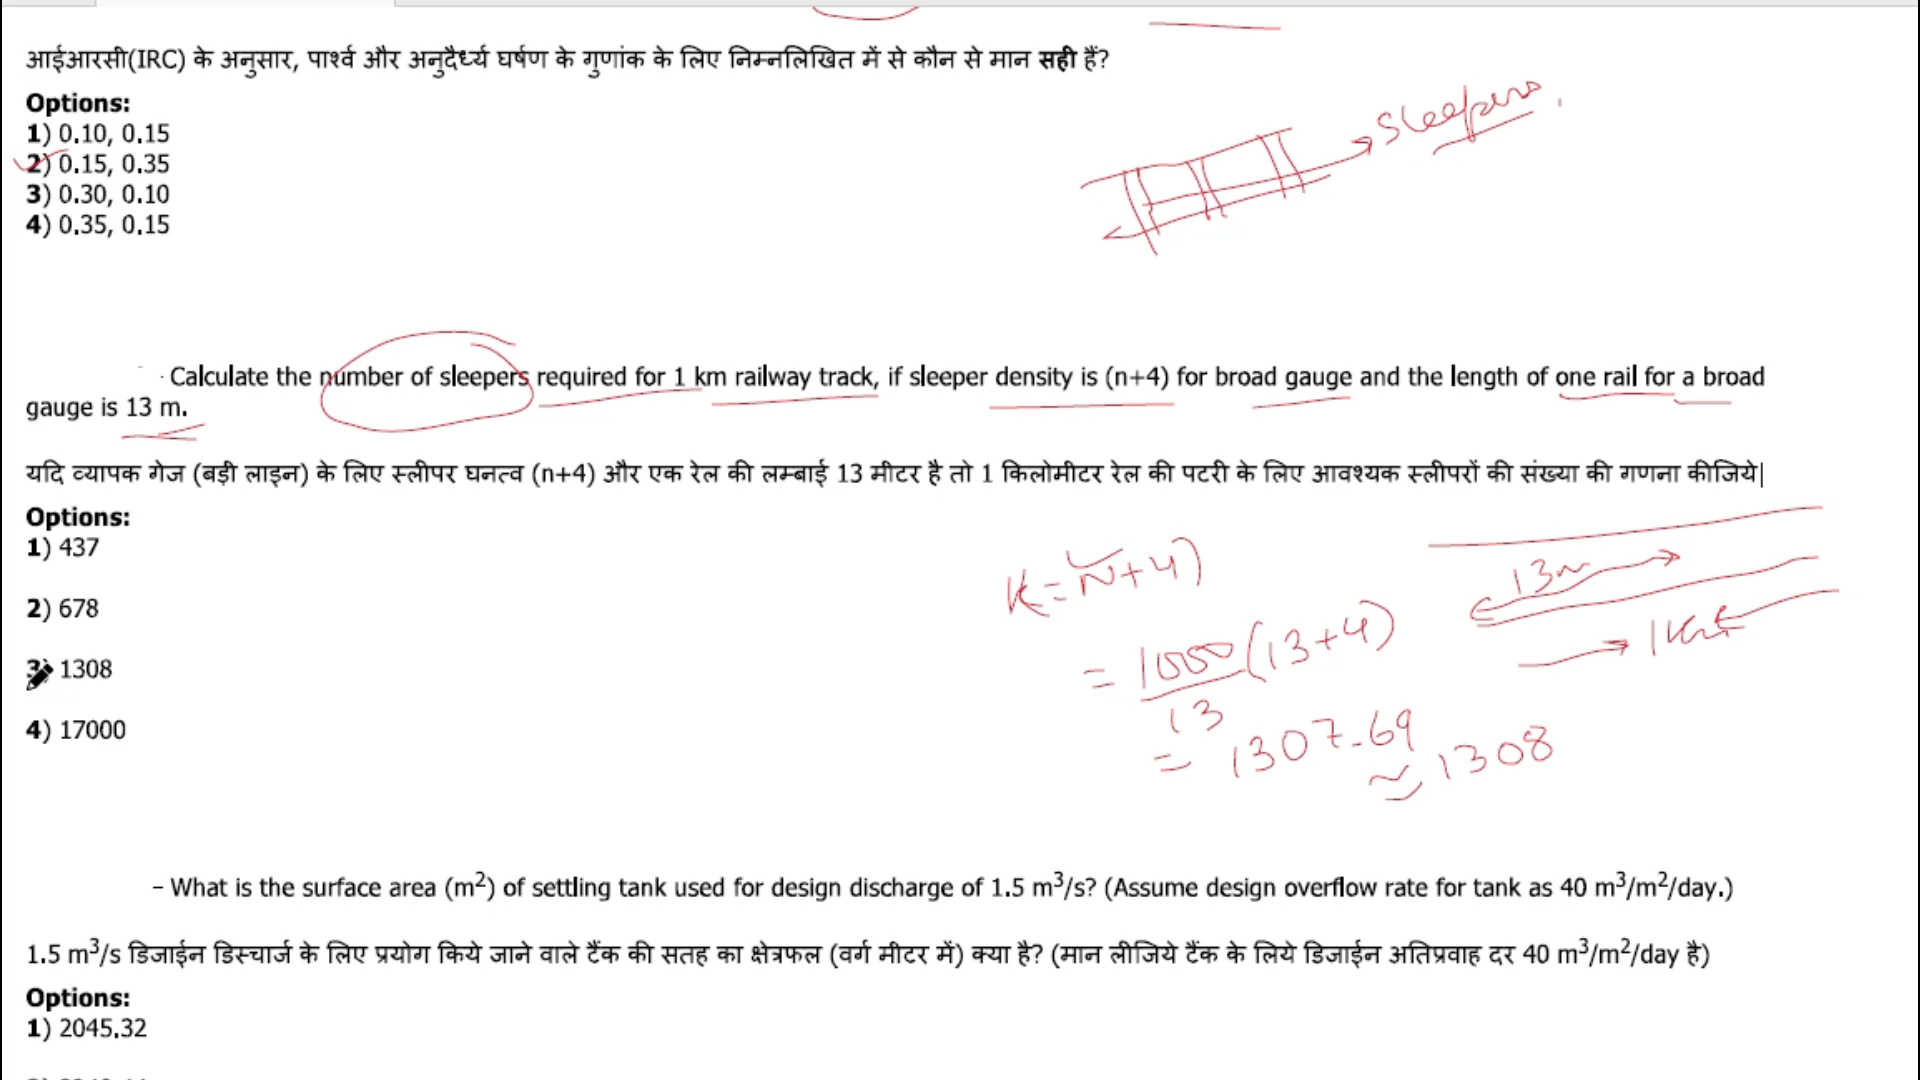 आईआरसी(IRC) के अनुसार, पार्श्व और अनुदैर्ध्य घर्षण के गुणांक के लिए निम्नलिखित में से कौन से मान सही हैं?
Options:
1) 0.10, 0.15
2) 0.15, 0.35
3) 0.30, 0.10
4) 0.35, 0.15
sleepers
Calculate the number of sleepers required for 1 km railway track, if sleeper density is (n+4) for broad gauge and the length of one rail for a broad
gauge is 13 m.
यदि व्यापक गेज (बड़ी लाइन) के लिए स्लीपर घनत्व (n+4) और एक रेल की लम्बाई 13 मीटर है तो 1 किलोमीटर रेल की पटरी के लिए आवश्यक स्लीपरों की संख्या की गणना कीजिये|
Options:
1) 437
2) 678
3) 1308
4) 17000
K = N+4)
= 1000/13 (13+4)
= 1307.69
≈ 1308
13m
– What is the surface area (m²) of settling tank used for design discharge of 1.5 m³/s? (Assume design overflow rate for tank as 40 m³/m²/day.)
1.5 m³/s डिजाईन डिस्चार्ज के लिए प्रयोग किये जाने वाले टैंक की सतह का क्षेत्रफल (वर्ग मीटर में) क्या है? (मान लीजिये टैंक के लिये डिजाईन अतिप्रवाह दर 40 m³/m²/day है)
Options:
1) 2045.32